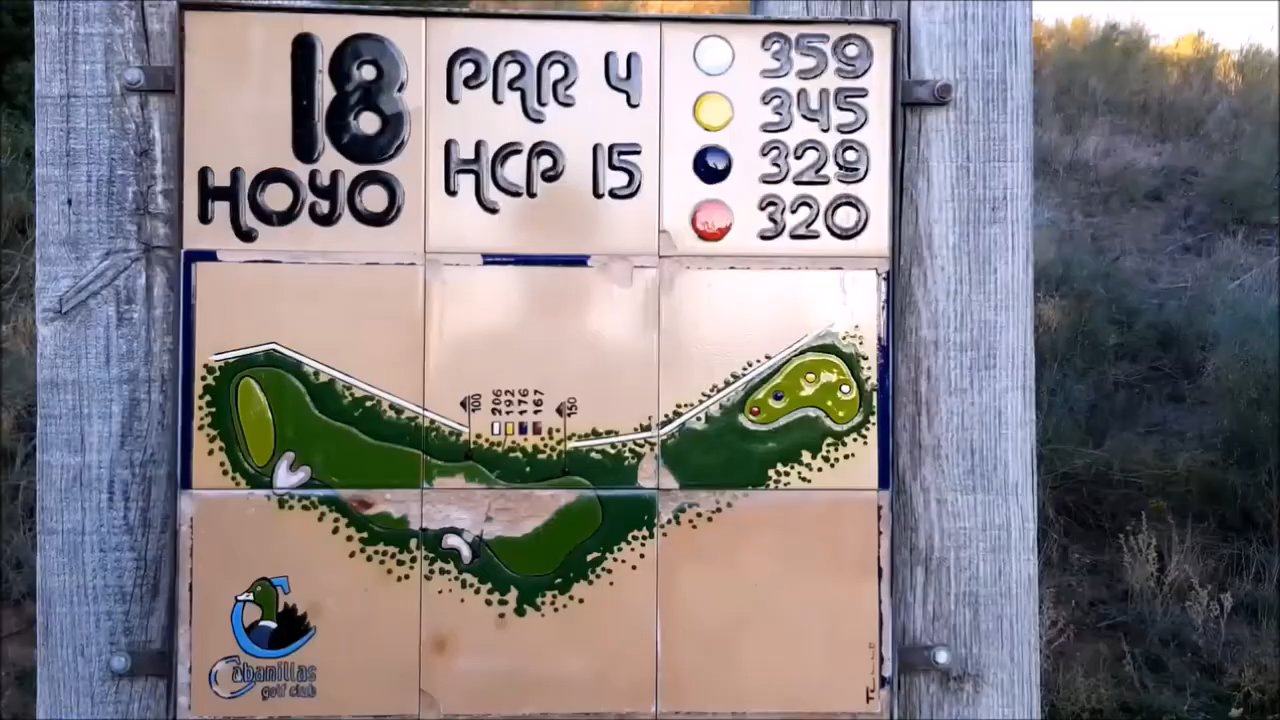 18
HOYO
PAR 4
HCP 15
359
345
329
320
100
206
192
176
167
150
Cabanillas
golf club